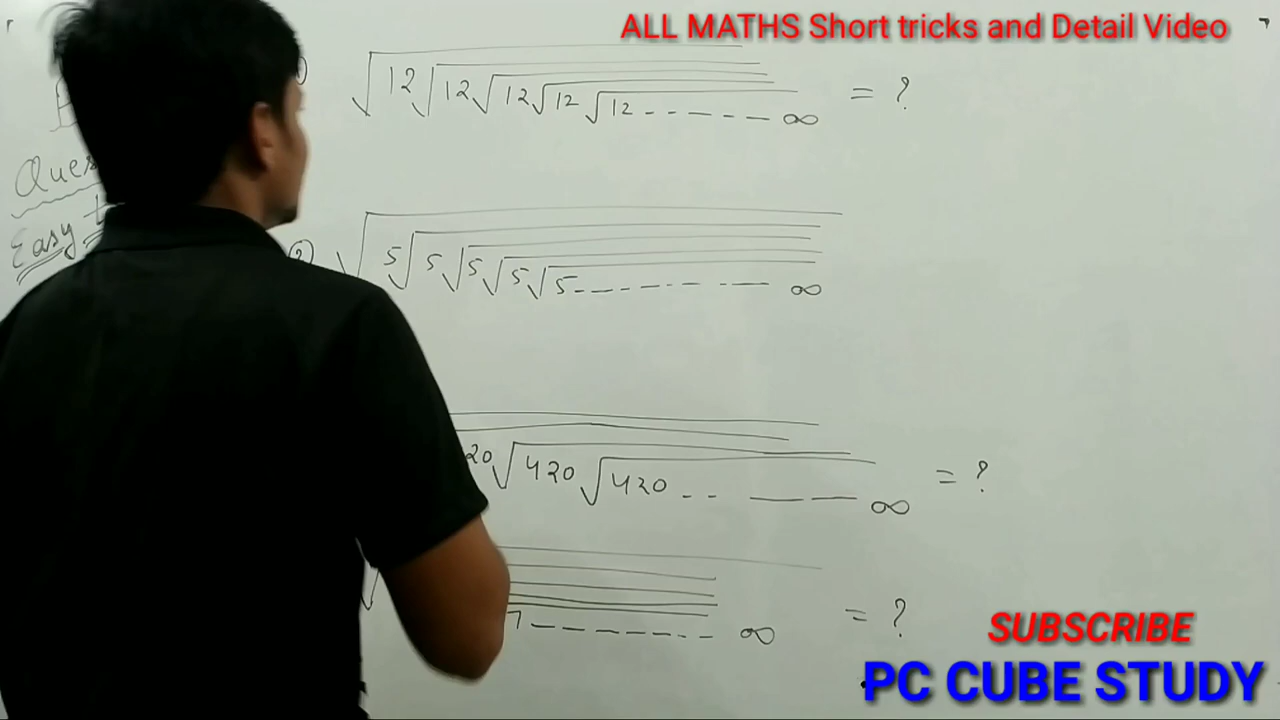 ALL MATHS Short tricks and Detail Video
√12√12√12√12√12------∞ = ?
Ques
Easy
② √5√5√5√5√5--------∞
20√420√420-- ----∞ = ?
7--------∞ = ?
SUBSCRIBE
PC CUBE STUDY